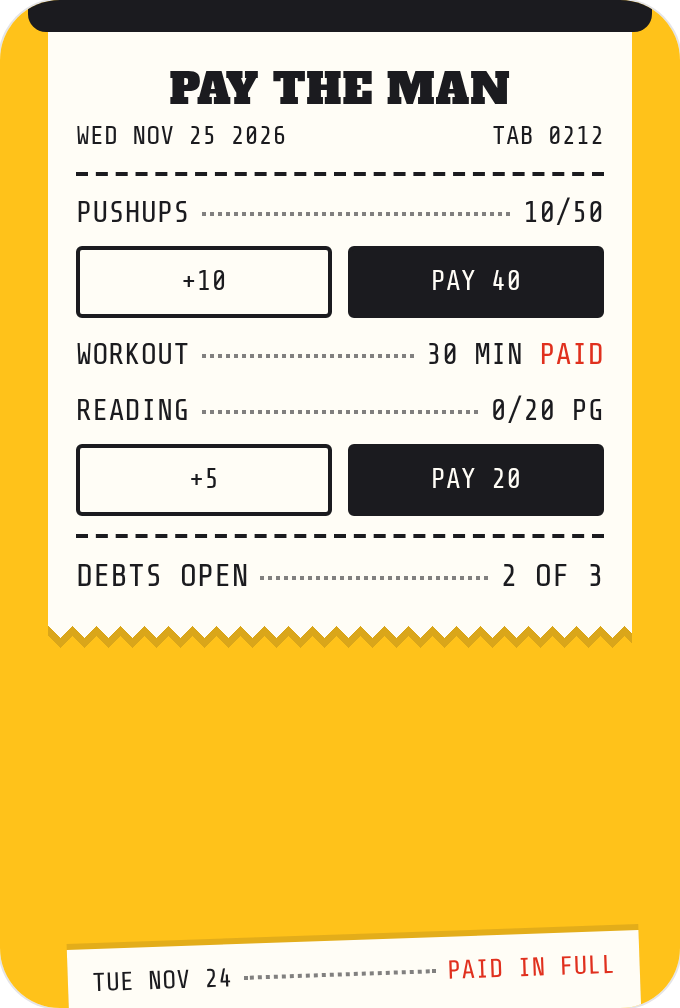 PAY THE MAN
WED NOV 25 2026 TAB 0212
PUSHUPS 10/50
+10 PAY 40
WORKOUT 30 MIN PAID
READING 0/20 PG
+5 PAY 20
DEBTS OPEN 2 OF 3
TUE NOV 24 PAID IN FULL